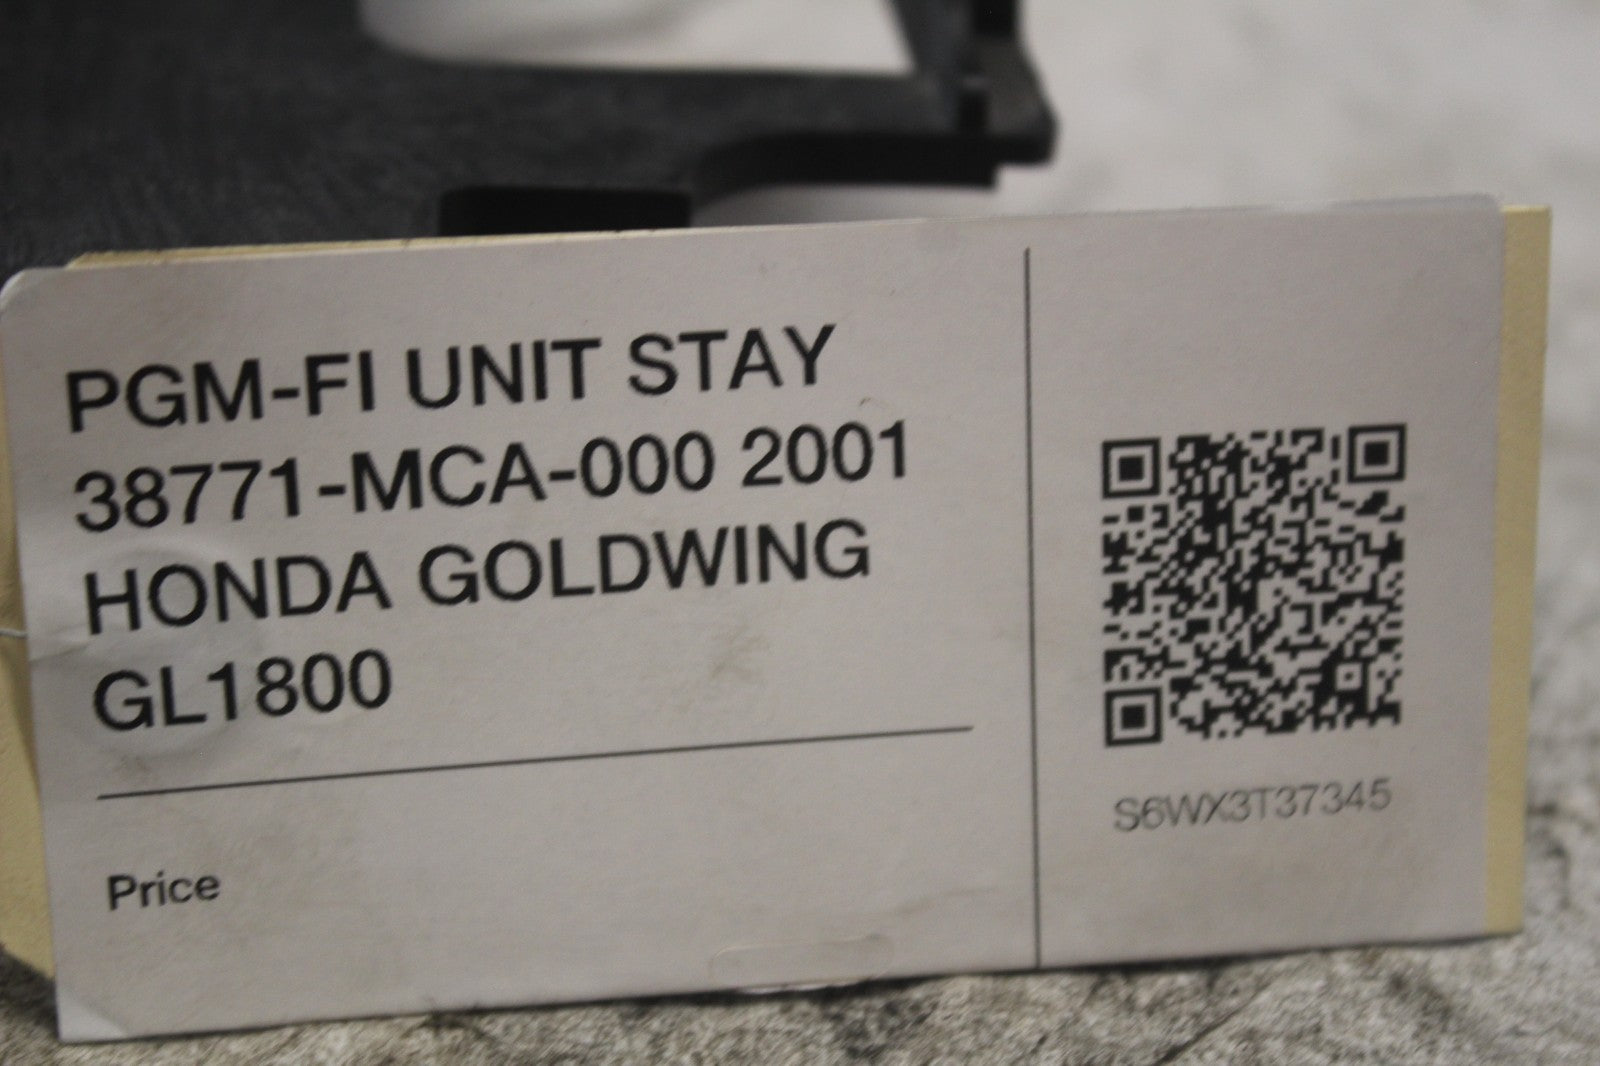 PGM-FI UNIT STAY
38771-MCA-000 2001
HONDA GOLDWING
GL1800
Price
S6WX3T37345